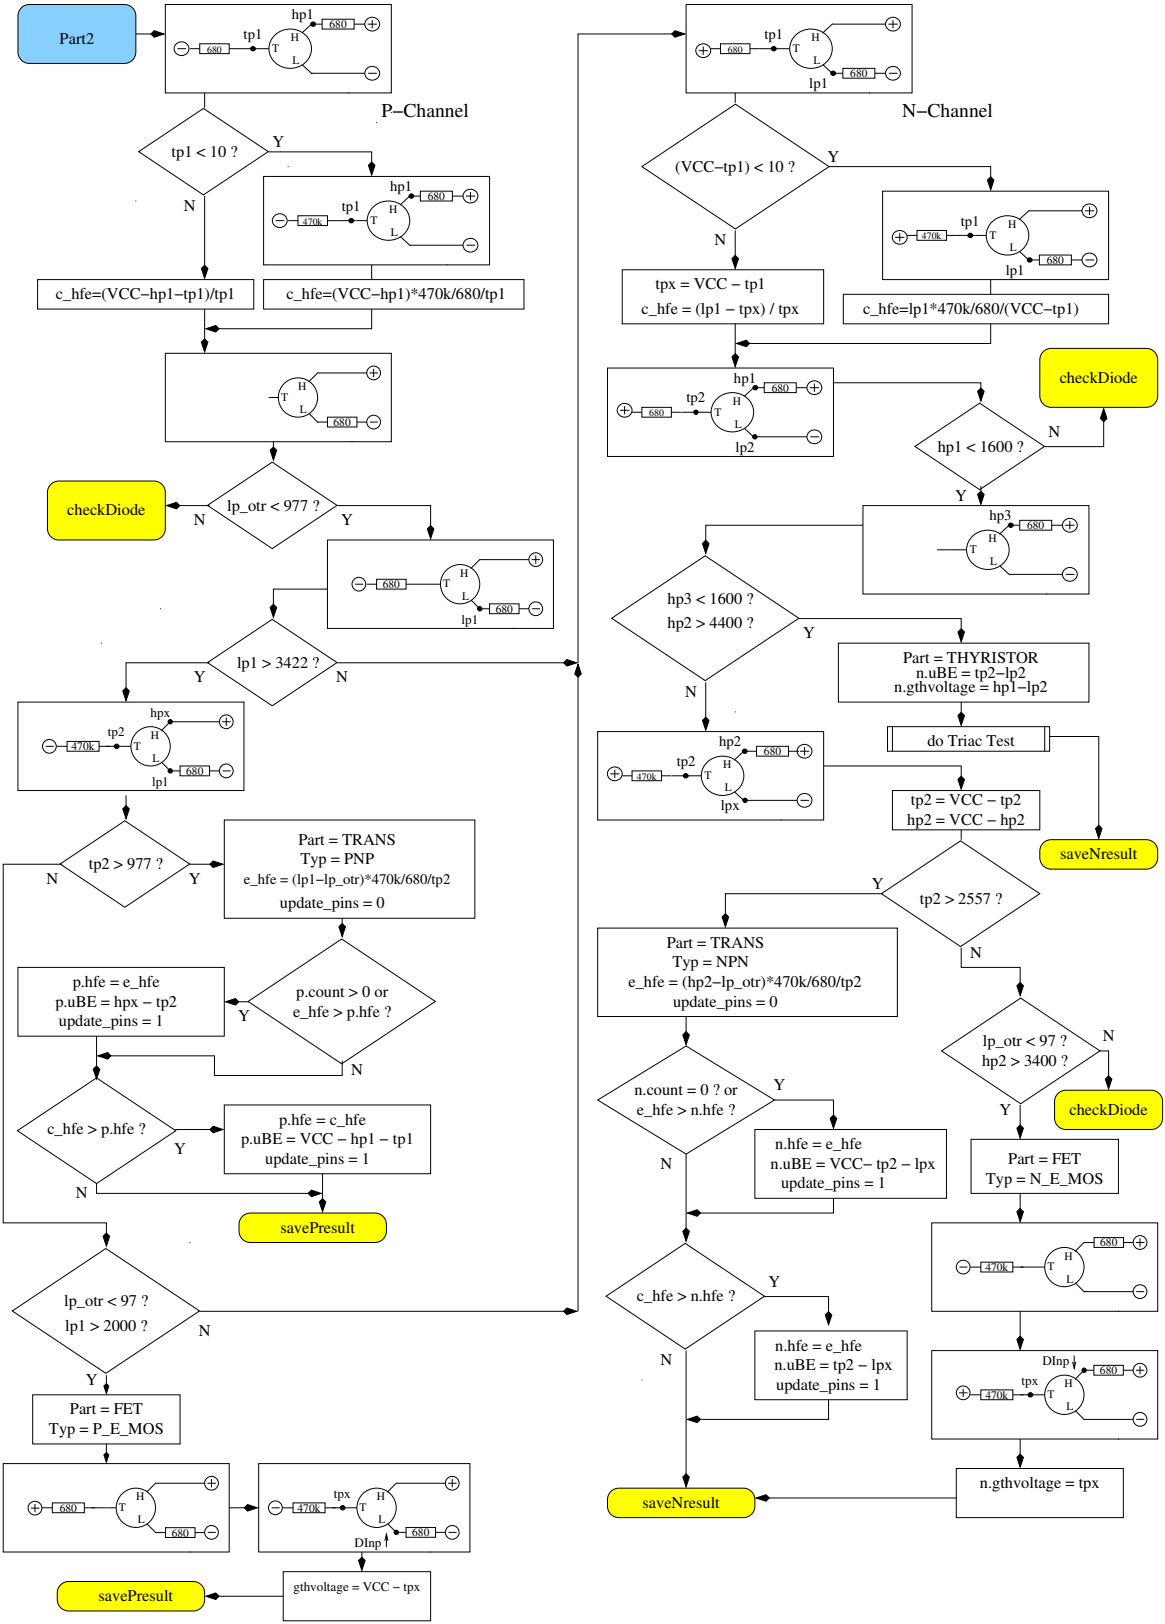 Part2
hp1
680
+
tp1
−
680
T
H
L
−
P−Channel
tp1 < 10 ?
Y
N
hp1
680
+
tp1
−
470k
T
H
L
−
c_hfe=(VCC−hp1−tp1)/tp1
c_hfe=(VCC−hp1)*470k/680/tp1
+
H
T
L
680
−
checkDiode
N
lp_otr < 977 ?
Y
+
H
−
680
T
L
680
−
lp1
lp1 > 3422 ?
Y
N
hpx
+
tp2
H
−
470k
T
L
680
−
lp1
tp2 > 977 ?
N
Y
Part = TRANS
Typ = PNP
e_hfe = (lp1−lp_otr)*470k/680/tp2
update_pins = 0
p.count > 0 or
e_hfe > p.hfe ?
Y
N
p.hfe = e_hfe
p.uBE = hpx − tp2
update_pins = 1
c_hfe > p.hfe ?
Y
N
p.hfe = c_hfe
p.uBE = VCC − hp1 − tp1
update_pins = 1
savePresult
lp_otr < 97 ?
lp1 > 2000 ?
N
Y
Part = FET
Typ = P_E_MOS
+
H
+
680
T
L
680
−
+
tpx
H
−
470k
T
L
680
−
DInp
gthvoltage = VCC − tpx
savePresult
+
tp1
H
+
680
T
L
680
−
lp1
N−Channel
(VCC−tp1) < 10 ?
Y
N
+
tp1
H
+
470k
T
L
680
−
lp1
tpx = VCC − tp1
c_hfe = (lp1 − tpx) / tpx
c_hfe=lp1*470k/680/(VCC−tp1)
hp1
680
+
tp2
H
+
680
T
L
−
lp2
checkDiode
hp1 < 1600 ?
N
Y
hp3
680
+
H
T
L
−
hp3 < 1600 ?
hp2 > 4400 ?
Y
N
Part = THYRISTOR
n.uBE = tp2−lp2
n.gthvoltage = hp1−lp2
do Triac Test
saveNresult
hp2
680
+
tp2
H
+
470k
T
L
−
lpx
tp2 = VCC − tp2
hp2 = VCC − hp2
tp2 > 2557 ?
Y
N
Part = TRANS
Typ = NPN
e_hfe = (hp2−lp_otr)*470k/680/tp2
update_pins = 0
n.count = 0 ? or
e_hfe > n.hfe ?
Y
N
n.hfe = e_hfe
n.uBE = VCC− tp2 − lpx
update_pins = 1
c_hfe > n.hfe ?
Y
N
n.hfe = e_hfe
n.uBE = tp2 − lpx
update_pins = 1
saveNresult
lp_otr < 97 ?
hp2 > 3400 ?
N
Y
checkDiode
Part = FET
Typ = N_E_MOS
680
+
H
−
470k
T
L
−
DInp
680
+
tpx
H
+
470k
T
L
−
n.gthvoltage = tpx